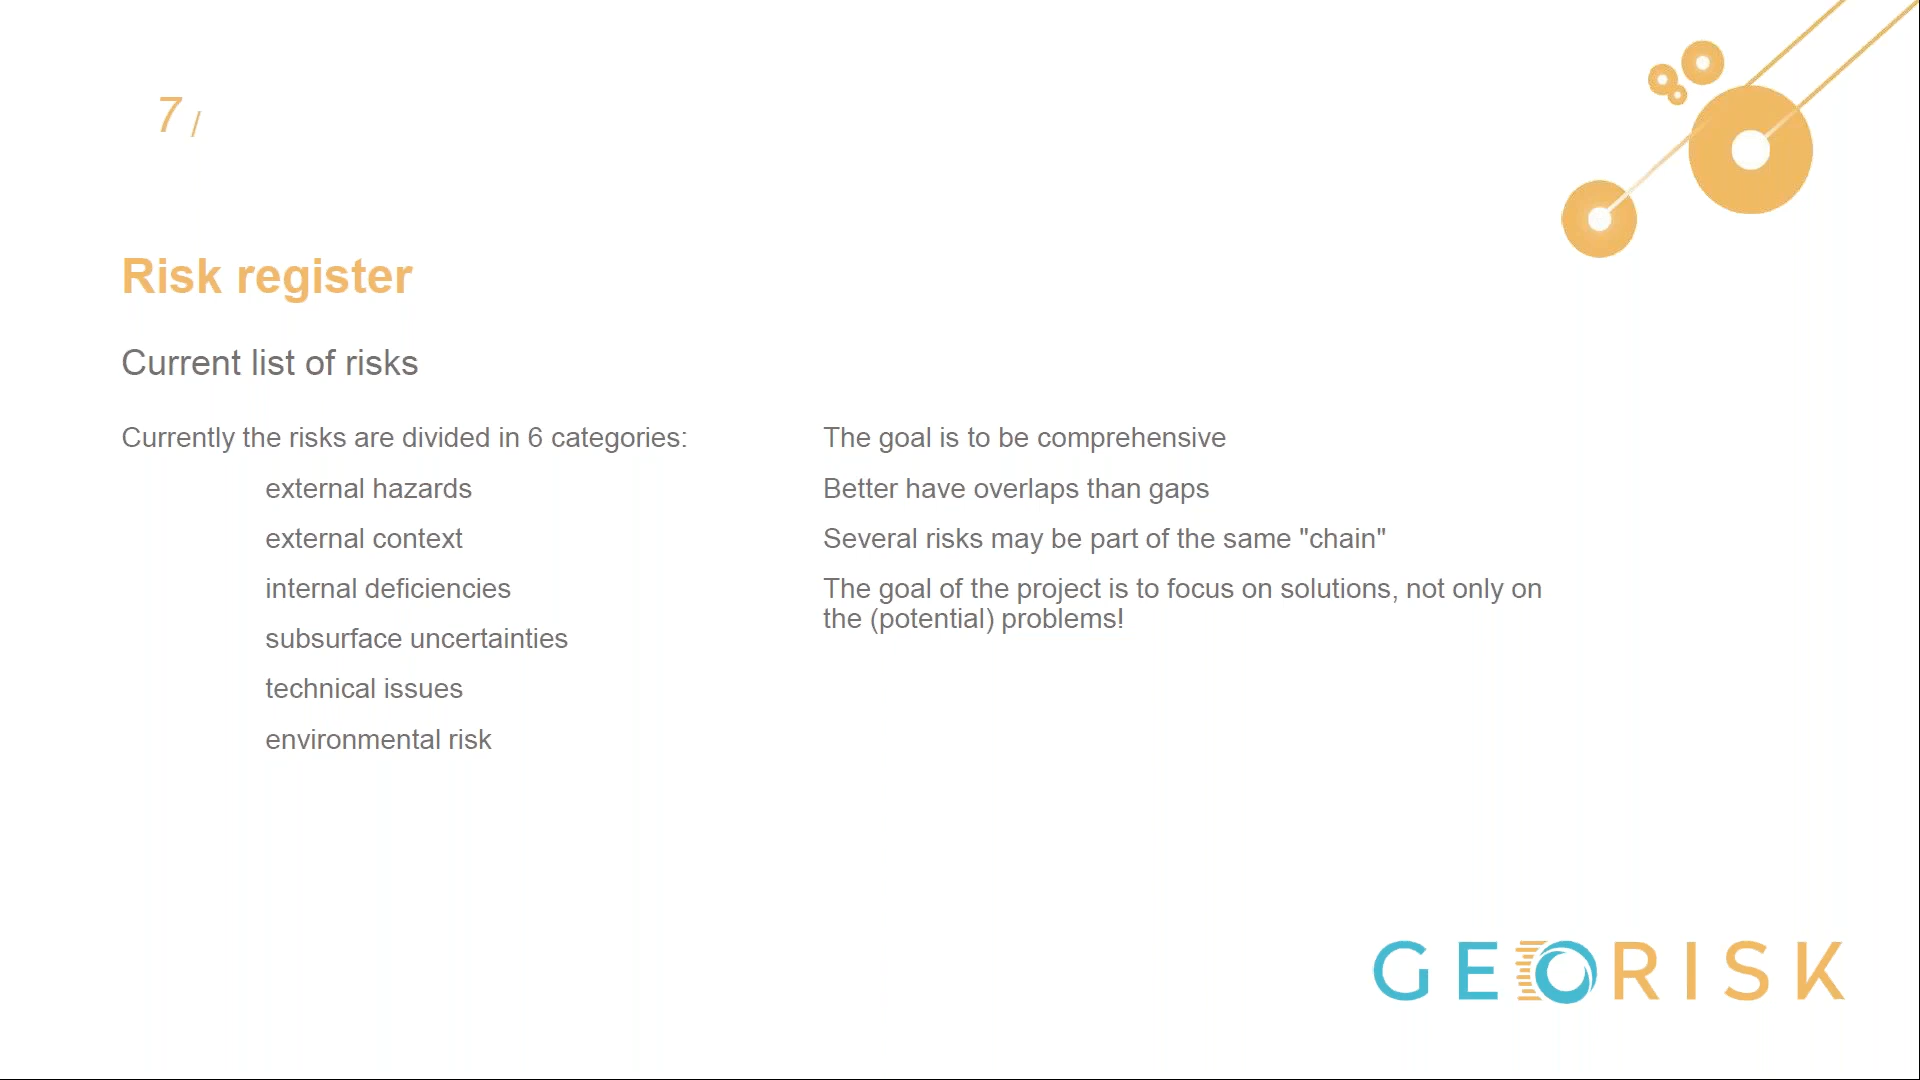 7 /
Risk register
Current list of risks
Currently the risks are divided in 6 categories:
external hazards
external context
internal deficiencies
subsurface uncertainties
technical issues
environmental risk
The goal is to be comprehensive
Better have overlaps than gaps
Several risks may be part of the same "chain"
The goal of the project is to focus on solutions, not only on
the (potential) problems!
GEORISK